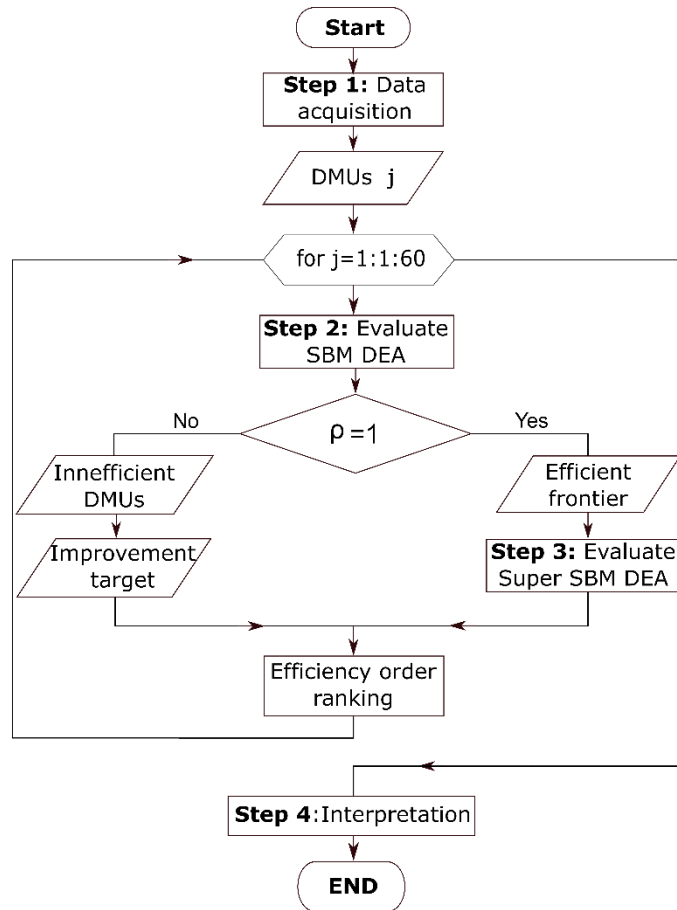 Start
Step 1: Data
acquisition
DMUs j
for j=1:1:60
Step 2: Evaluate
SBM DEA
ρ=1
No
Yes
Innefficient
DMUs
Efficient
frontier
Improvement
target
Step 3: Evaluate
Super SBM DEA
Efficiency order
ranking
Step 4:Interpretation
END